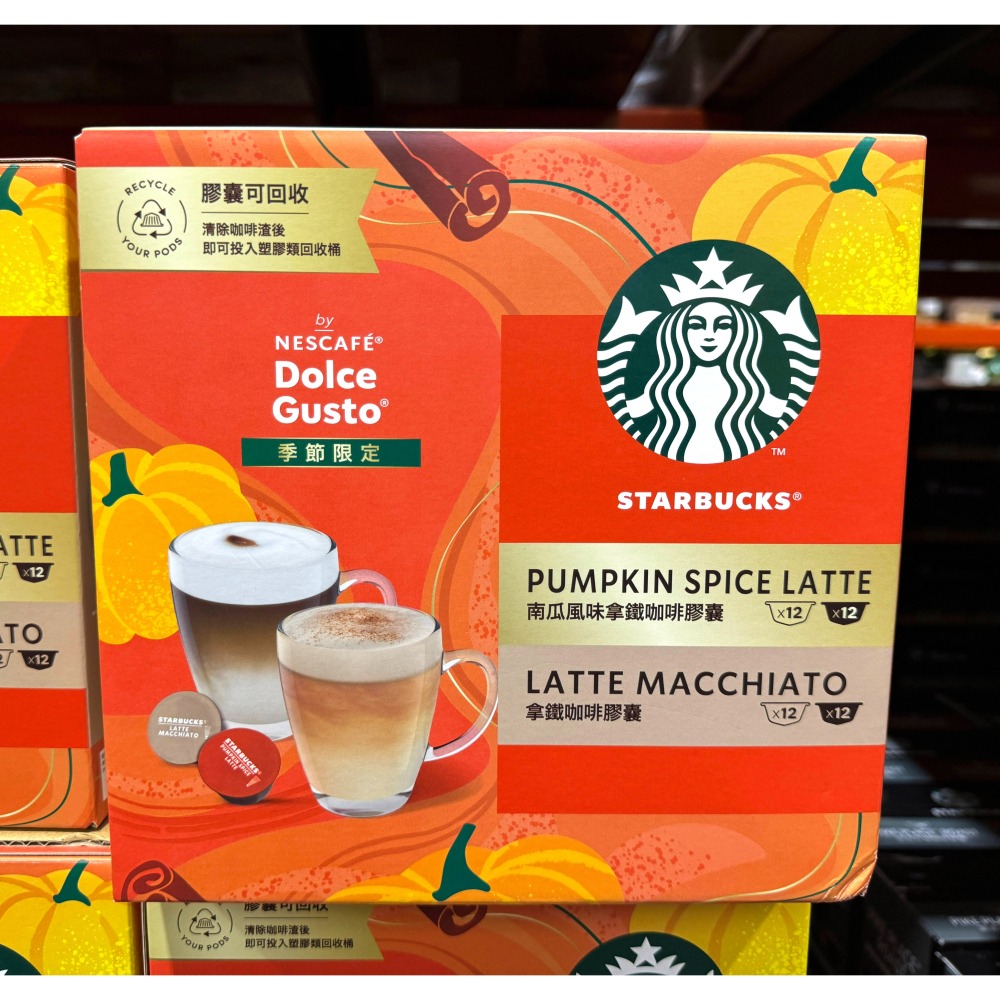 RECYCLE
YOUR PODS
膠囊可回收
清除咖啡渣後
即可投入塑膠類回收桶
by
NESCAFÉ®
Dolce
Gusto®
季節限定
TM
STARBUCKS®
PUMPKIN SPICE LATTE
南瓜風味拿鐵咖啡膠囊 x12 x12
LATTE MACCHIATO
拿鐵咖啡膠囊 x12 x12
STARBUCKS®
LATTE
MACCHIATO
STARBUCKS®
PUMPKIN SPICE
LATTE
ATTE
x12
ATO
x12
膠囊可回收
YOUR PODS
清除咖啡渣後
即可投入塑膠類回收桶